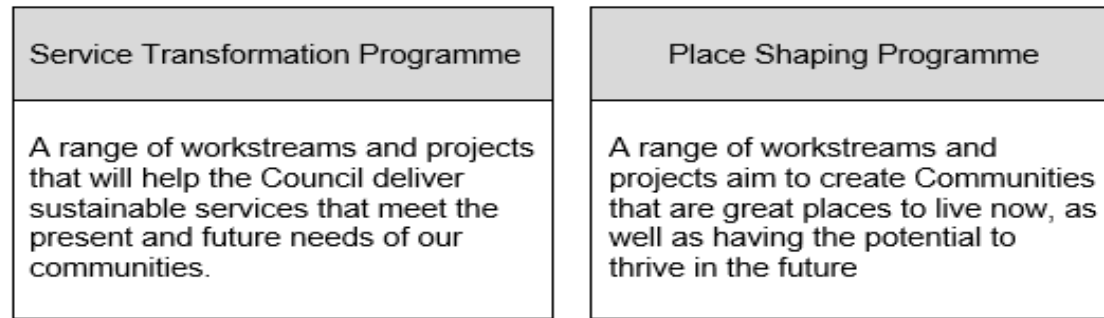 Service Transformation Programme
A range of workstreams and projects
that will help the Council deliver
sustainable services that meet the
present and future needs of our
communities.
Place Shaping Programme
A range of workstreams and
projects aim to create Communities
that are great places to live now, as
well as having the potential to
thrive in the future